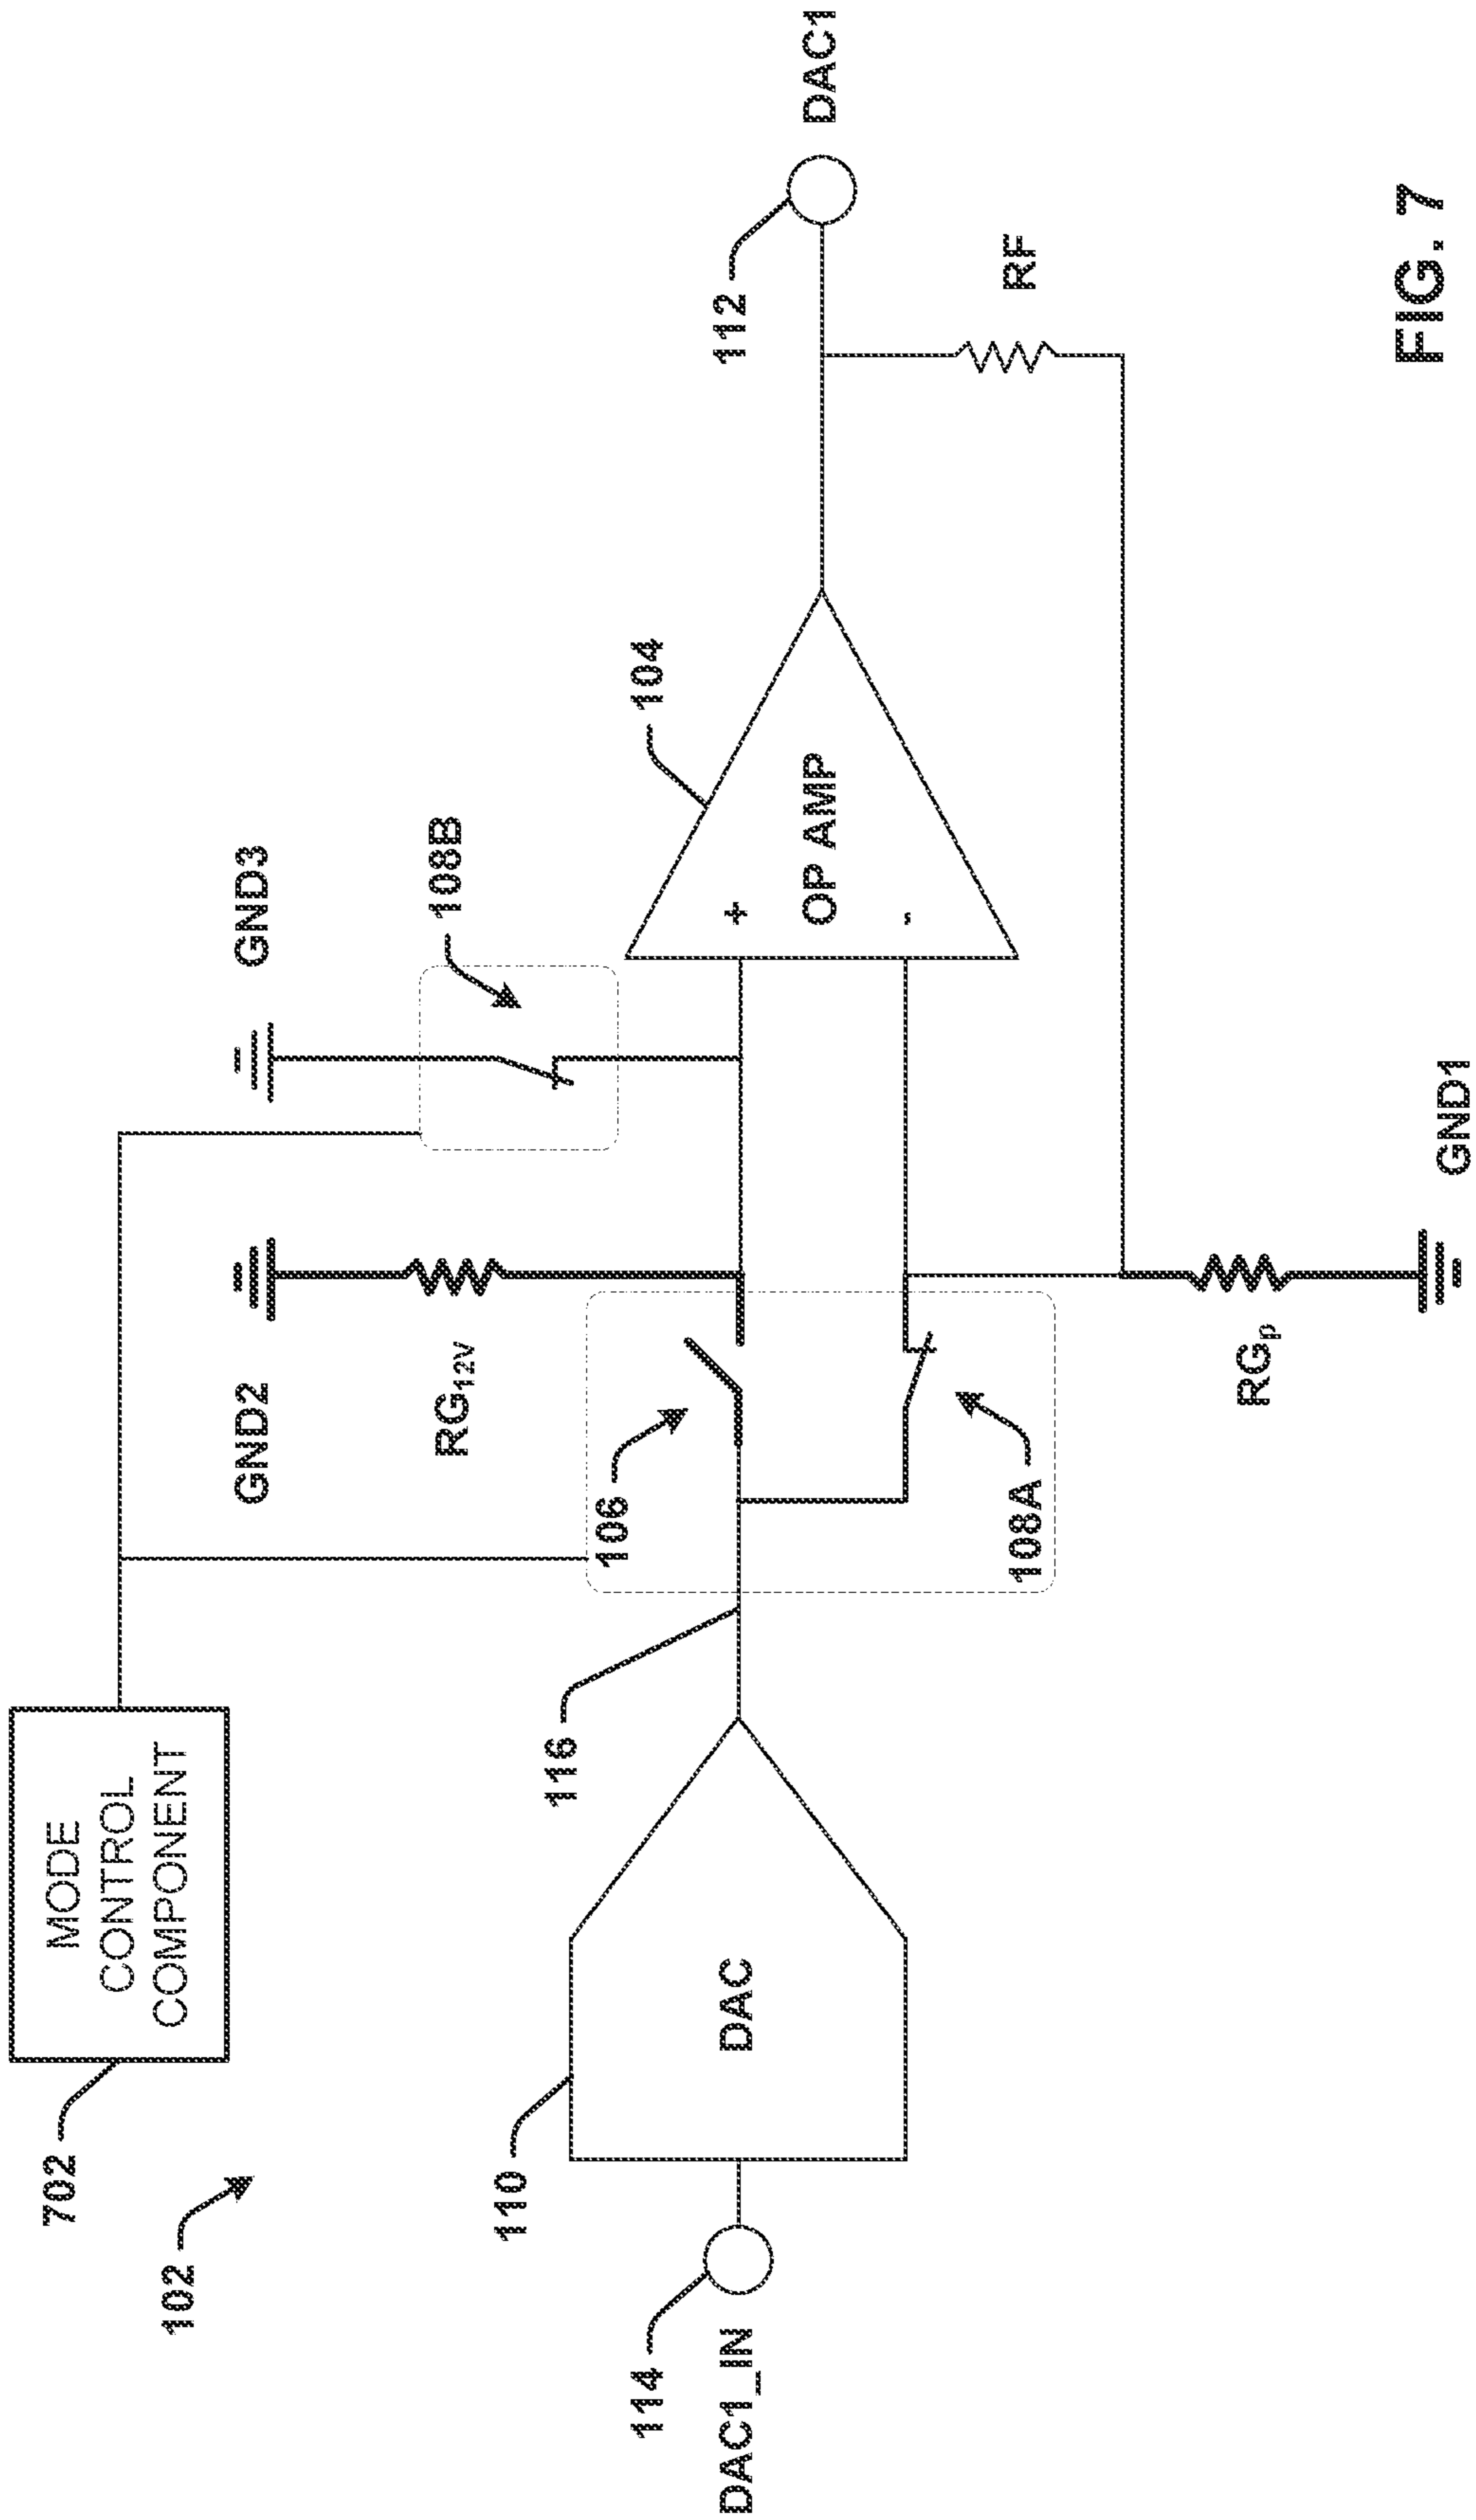 702
MODE
CONTROL
COMPONENT
102
GND2
GND3
RG12V
108B
110
116
106
104
112
114
DAC1_IN
DAC
+
OP AMP
-
DAC1
108A
RF
RGp
GND1
FIG. 7